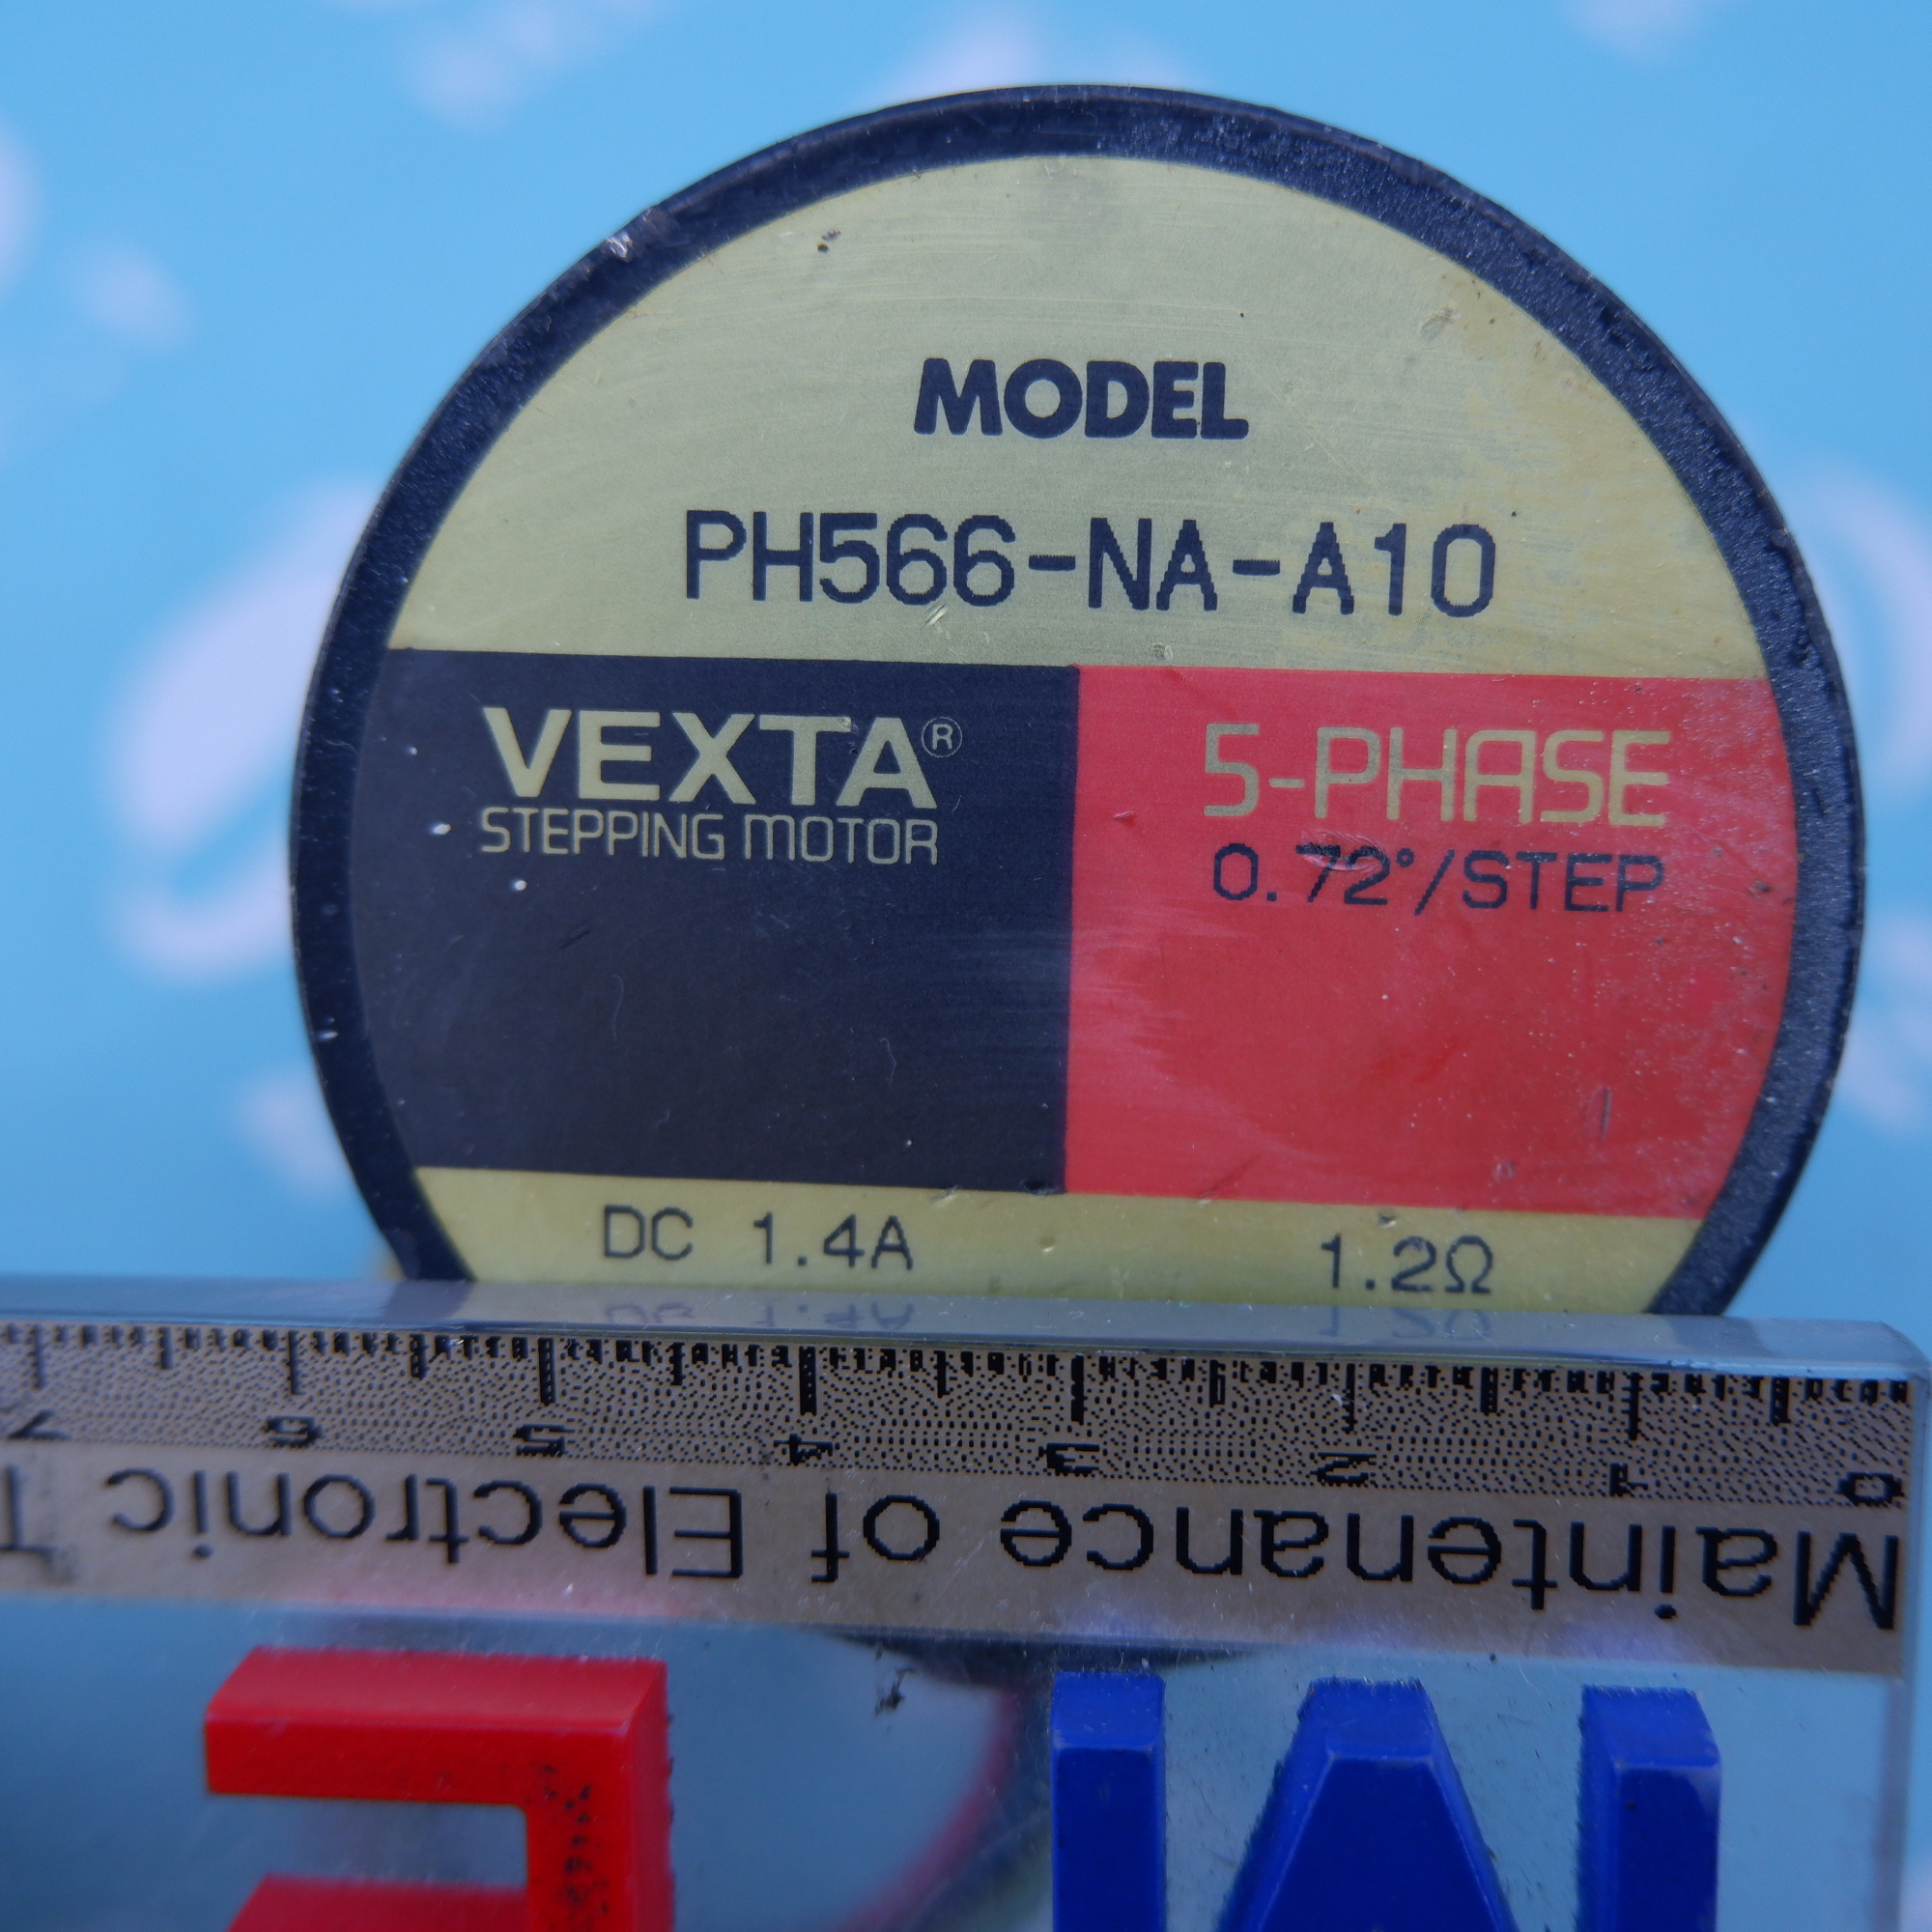 MODEL
PH566-NA-A10
VEXTA®
STEPPING MOTOR
5-PHASE
0.72°/STEP
DC 1.4A
1.2Ω
0 1 2 3 4 5 6 7
Maintenance of Electronic